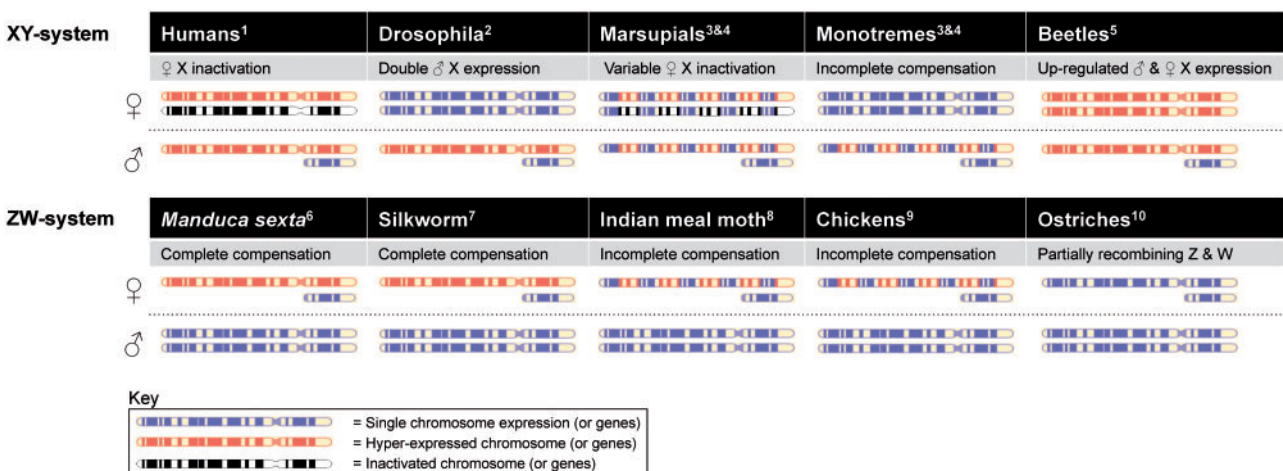 XY-system Humans1 Drosophila2 Marsupials3&4 Monotremes3&4 Beetles5
♀ X inactivation Double ♂ X expression Variable ♀ X inactivation Incomplete compensation Up-regulated ♂ & ♀ X expression
♀
♂
ZW-system Manduca sexta6 Silkworm7 Indian meal moth8 Chickens9 Ostriches10
Complete compensation Complete compensation Incomplete compensation Incomplete compensation Partially recombining Z & W
♀
♂
Key
= Single chromosome expression (or genes)
= Hyper-expressed chromosome (or genes)
= Inactivated chromosome (or genes)